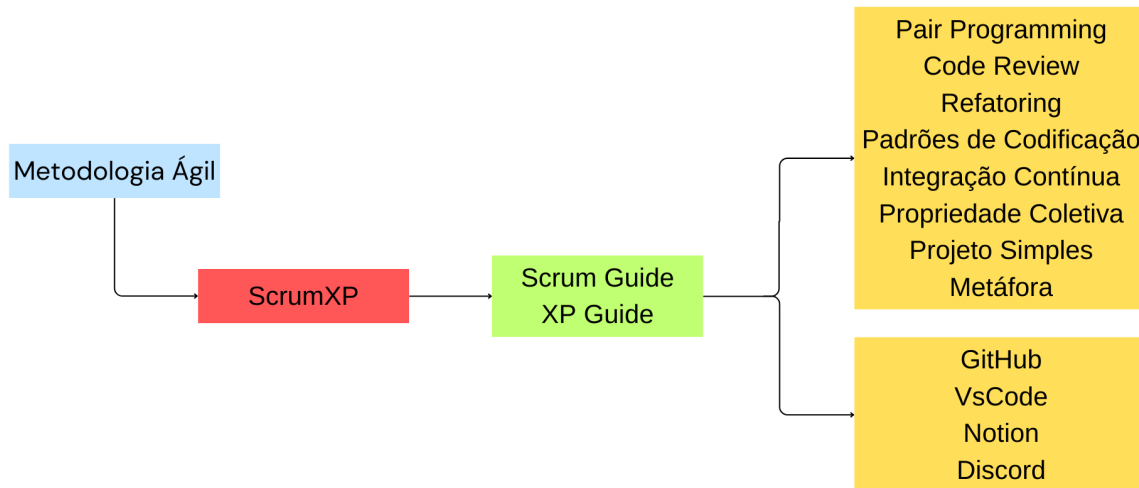 Metodologia Ágil
ScrumXP
Scrum Guide
XP Guide
Pair Programming
Code Review
Refatoring
Padrões de Codificação
Integração Contínua
Propriedade Coletiva
Projeto Simples
Metáfora
GitHub
VsCode
Notion
Discord